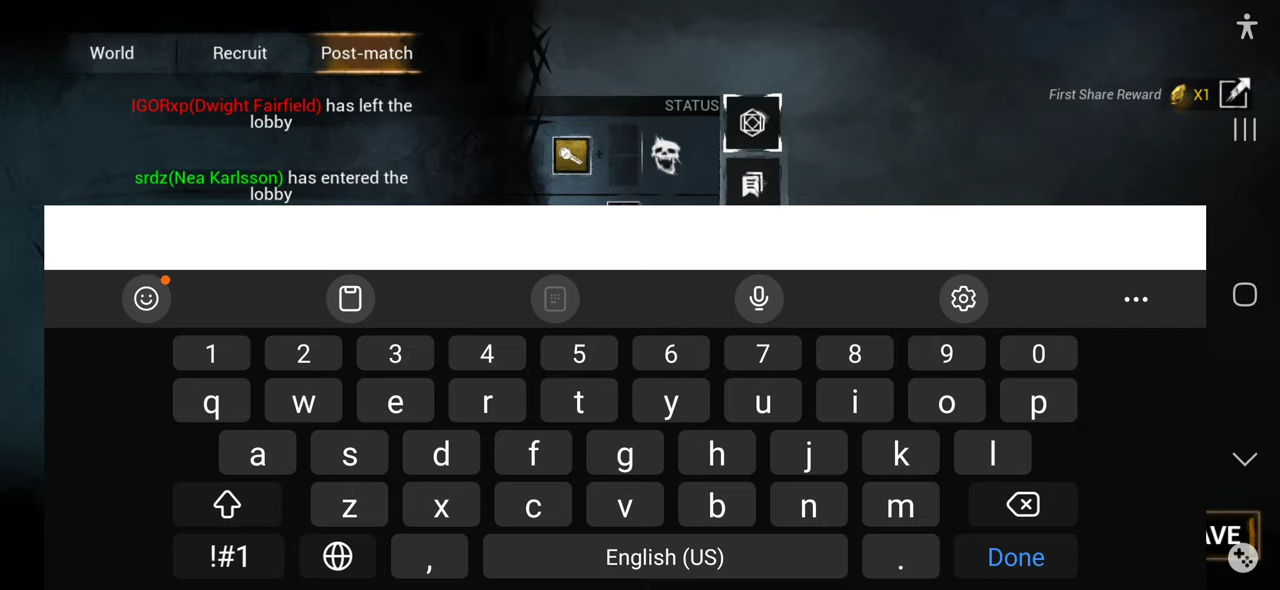 World
Recruit
Post-match
IGORxp(Dwight Fairfield) has left the
lobby
srdz(Nea Karlsson) has entered the
lobby
STATUS
First Share Reward
X1
1 2 3 4 5 6 7 8 9 0
q w e r t y u i o p
a s d f g h j k l
z x c v b n m
!#1 , English (US) . Done
AVE